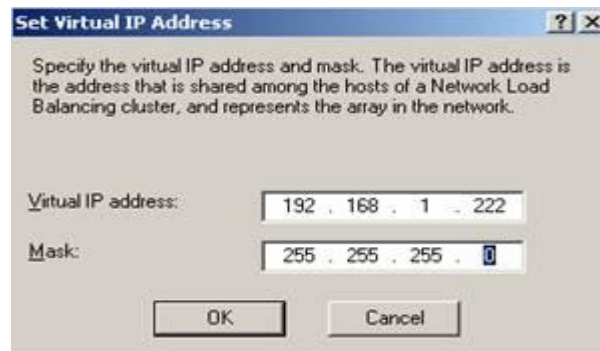 Set Virtual IP Address
Specify the virtual IP address and mask. The virtual IP address is
the address that is shared among the hosts of a Network Load
Balancing cluster, and represents the array in the network.
Virtual IP address: 192 . 168 . 1 . 222
Mask: 255 . 255 . 255 . 0
OK Cancel